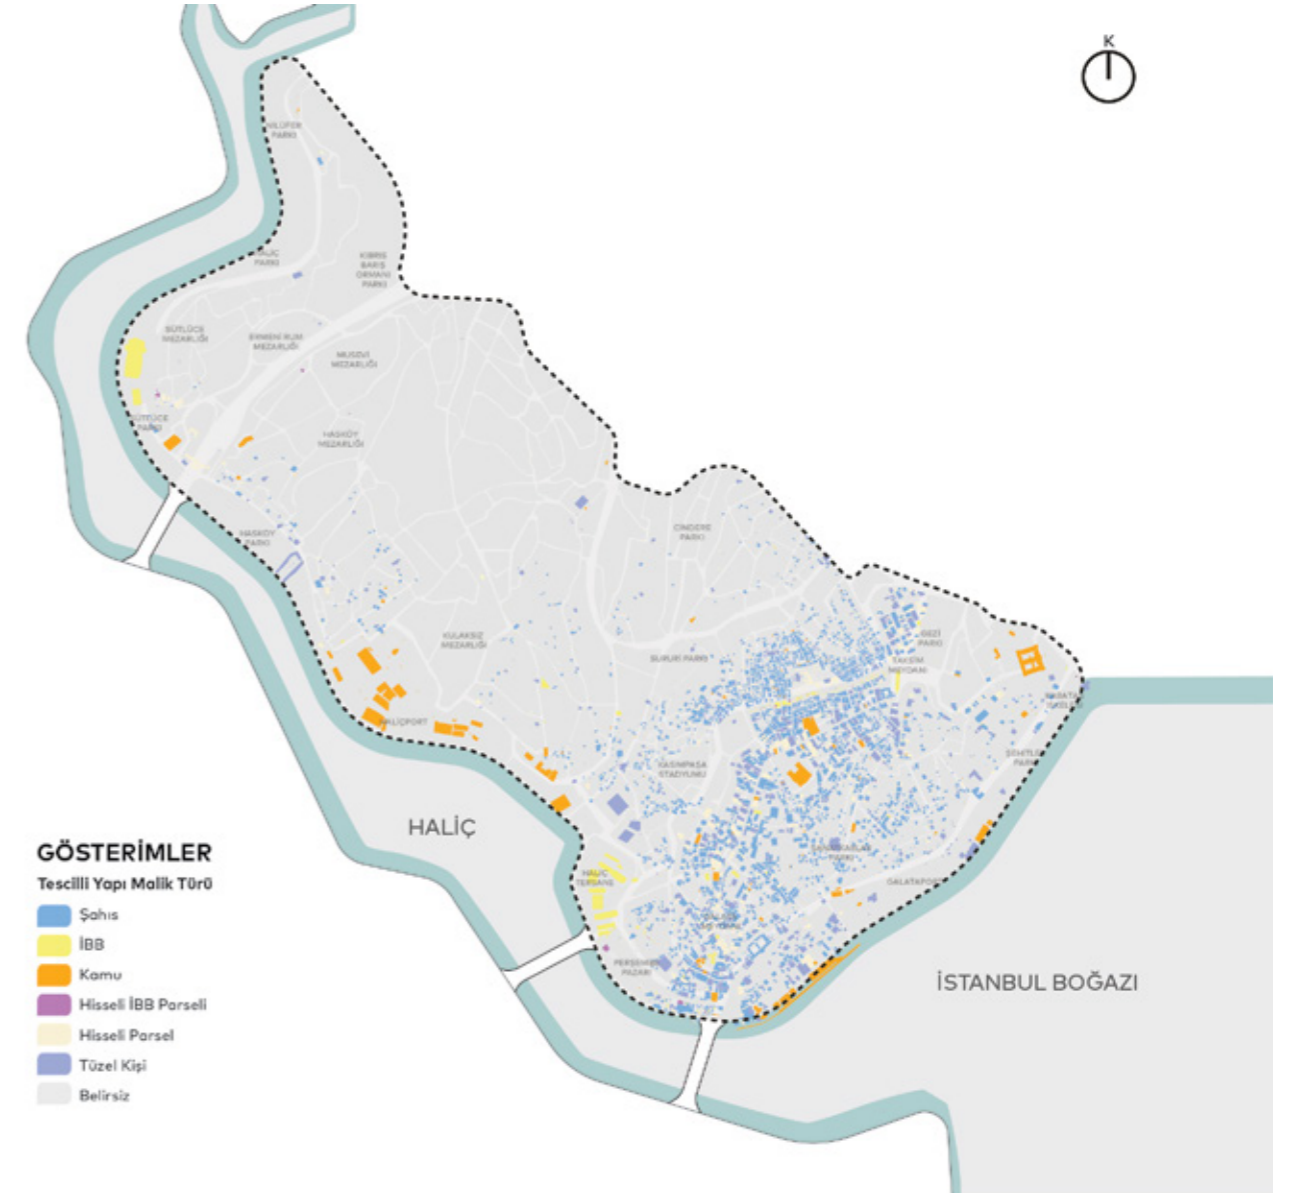 K
NİLÜFER
PARKI
HALİÇ
PARKI
KIBRIS
BARIŞ
ORMANI
PARKI
SÜTLÜCE
MEZARLIĞI
ERMENİ RUM
MEZARLIĞI
MUSEVİ
MEZARLIĞI
SÜTLÜCE
PARKI
HASKÖY
MEZARLIĞI
HASKÖY
PARKI
CİNDERE
PARKI
KULAKSIZ
MEZARLIĞI
SURURİ PARKI
GEZİ
PARKI
TAKSİM
MEYDANI
HALİÇPORT
KASIMPAŞA
STADYUMU
ŞEHİTLER
PARKI
HALİÇ
SANATKARLAR
PARKI
HALİÇ
TERSANE
GALATAPORT
PERŞEMBE
PAZARI
İSTANBUL BOĞAZI
GÖSTERİMLER
Tescilli Yapı Malik Türü
Şahıs
İBB
Kamu
Hisseli İBB Parseli
Hisseli Parsel
Tüzel Kişi
Belirsiz